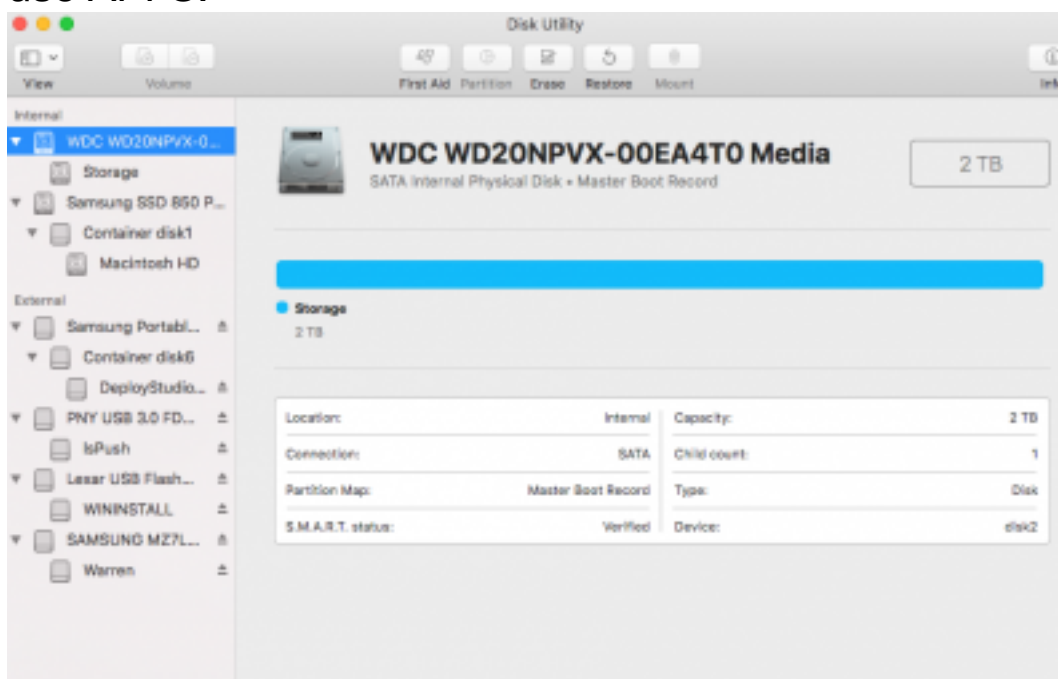 use APFS.
Disk Utility
View Volume First Aid Partition Erase Restore Mount
Internal
WDC WD20NPVX-0...
Storage
Samsung SSD 850 P...
Container disk1
Macintosh HD
External
Samsung Portabl...
Container disk6
DeployStudio...
PNY USB 3.0 FD...
IsPush
Lexar USB Flash...
WININSTALL
SAMSUNG MZ7L...
Warren
WDC WD20NPVX-00EA4T0 Media
SATA Internal Physical Disk • Master Boot Record
2 TB
Storage
2 TB
Location: Internal
Connection: SATA
Partition Map: Master Boot Record
S.M.A.R.T. status: Verified
Capacity: 2 TB
Child count: 1
Type: Disk
Device: disk2